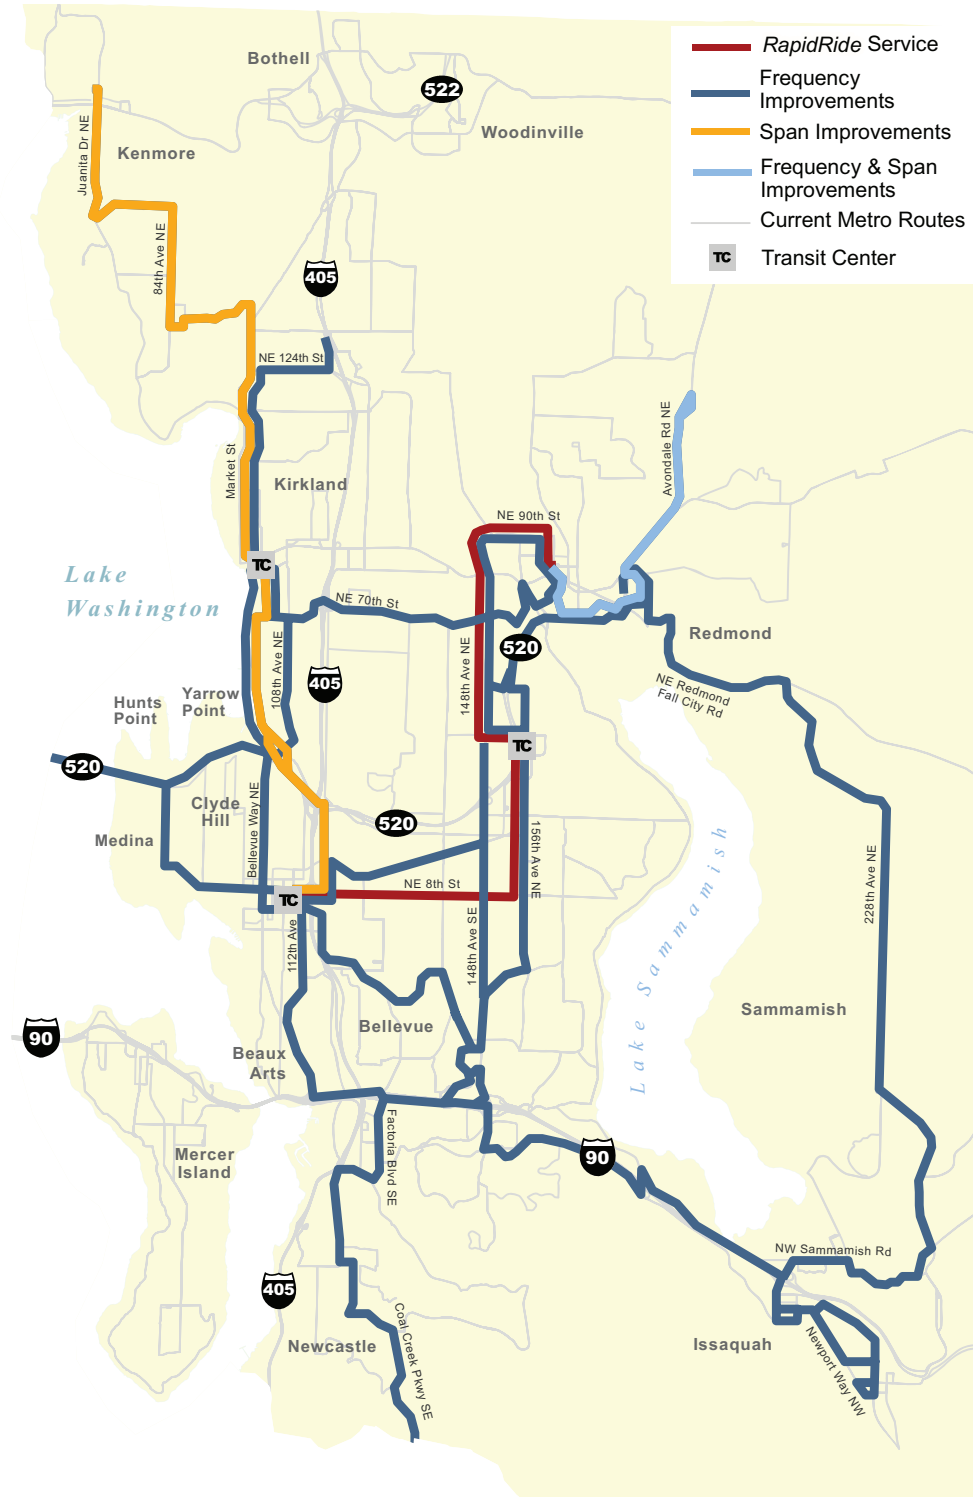 RapidRide Service
Frequency
Improvements
Span Improvements
Frequency & Span
Improvements
Current Metro Routes
TC
Transit Center
Bothell
522
Woodinville
Kenmore
Juanita Dr NE
84th Ave NE
405
NE 124th St
Avondale Rd NE
Market St
Kirkland
NE 90th St
TC
Lake
Washington
NE 70th St
Redmond
520
108th Ave NE
148th Ave NE
405
NE Redmond
Fall City Rd
Hunts
Point
Yarrow
Point
TC
520
Clyde
Hill
Bellevue Way NE
520
Medina
156th Ave NE
Lake Sammamish
228th Ave NE
NE 8th St
TC
112th Ave
148th Ave SE
Sammamish
Bellevue
90
Beaux
Arts
Factoria Blvd SE
Mercer
Island
90
NW Sammamish Rd
405
Coal Creek Pkwy SE
Newcastle
Issaquah
Newport Way NW